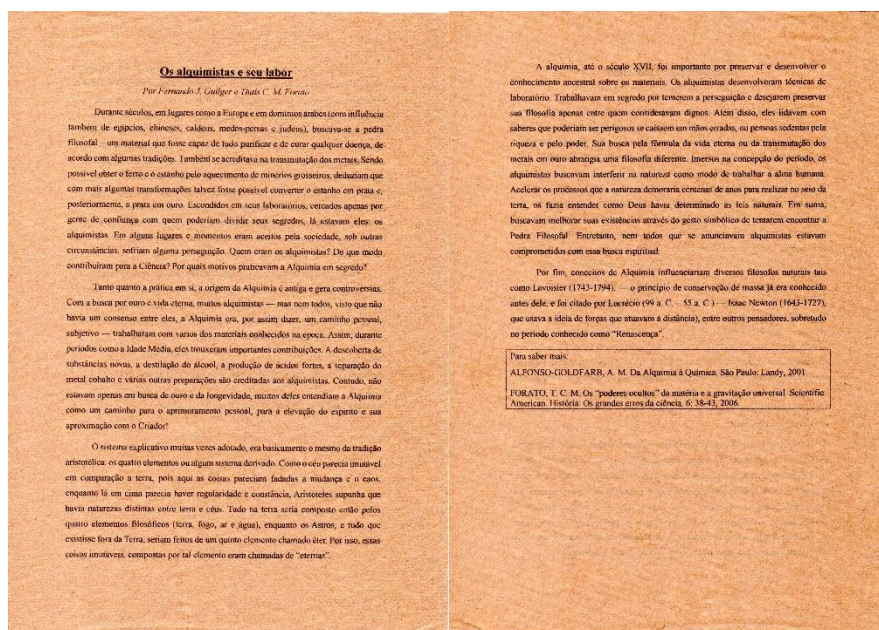 Os alquimistas e seu labor
Por Fernando J. Gulger e Thaís C. M. Forato
Durante séculos, em lugares como a Europa e em domínios árabes (com influência
também de egípcios, chineses, caldeus, medos-persas e judeus), buscava-se a pedra
filosofal – um material que fosse capaz de tudo purificar e de curar qualquer doença, de
acordo com algumas tradições. Também se acreditava na transmutação dos metais. Sendo
possível obter o ferro e o estanho pelo aquecimento de minérios grosseiros, deduziam que
com mais algumas transformações talvez fosse possível converter o estanho em prata e,
posteriormente, a prata em ouro. Escondidos em seus laboratórios, cercados apenas por
gente de confiança com quem poderiam dividir seus segredos, lá estavam eles: os
alquimistas. Em alguns lugares e momentos eram aceitos pela sociedade, sob outras
circunstâncias, sofriam alguma perseguição. Quem eram os alquimistas? De que modo
contribuíram para a Ciência? Por quais motivos praticavam a Alquimia em segredo?
Tanto quanto a prática em si, a origem da Alquimia é antiga e gera controvérsias.
Com a busca por ouro e vida eterna, muitos alquimistas — mas nem todos, visto que não
havia um consenso entre eles, a Alquimia era, por assim dizer, um caminho pessoal,
subjetivo — trabalharam com vários dos materiais conhecidos na época. Assim, durante
períodos como a Idade Média, eles trouxeram importantes contribuições. A descoberta de
substâncias novas, a destilação do álcool, a produção de ácidos fortes, a separação do
metal cobalto e várias outras preparações são creditadas aos alquimistas. Contudo, não
estavam apenas em busca de ouro e da longevidade, muitos deles entendiam a Alquimia
como um caminho para o aprimoramento pessoal, para a elevação do espírito e sua
aproximação com o Criador!
O sistema explicativo muitas vezes adotado, era basicamente o mesmo da tradição
aristotélica: os quatro elementos ou algum sistema derivado. Como o céu parecia imutável
em comparação a terra, pois aqui as coisas pareciam fadadas a mudança e o caos,
enquanto lá em cima parecia haver regularidade e constância, Aristóteles supunha que
havia naturezas distintas entre terra e céus. Tudo na terra seria composto então pelos
quatro elementos filosóficos (terra, fogo, ar e água), enquanto os Astros, e tudo que
existisse fora da Terra, seriam feitos de um quinto elemento chamado éter. Por isso, essas
coisas imutáveis, compostas por tal elemento eram chamadas de “eternas”.
A alquimia, até o século XVII, foi importante por preservar e desenvolver o
conhecimento ancestral sobre os materiais. Os alquimistas desenvolveram técnicas de
laboratório. Trabalhavam em segredo por temerem a perseguição e desejarem preservar
sua filosofia apenas entre quem consideravam dignos. Além disso, eles lidavam com
saberes que poderiam ser perigosos se caíssem em mãos erradas, ou pessoas sedentas pela
riqueza e pelo poder. Sua busca pela fórmula da vida eterna ou da transmutação dos
metais em ouro abrangia uma filosofia diferente. Imersos na concepção do período, os
alquimistas buscavam interferir na natureza como modo de trabalhar a alma humana.
Acelerar os processos que a natureza demoraria centenas de anos para realizar no seio da
terra, os fazia entender como Deus havia determinado as leis naturais. Em suma,
buscavam melhorar suas existências através do gesto simbólico de tentarem encontrar a
Pedra Filosofal. Entretanto, nem todos que se anunciavam alquimistas estavam
comprometidos com essa busca espiritual.
Por fim, conceitos de Alquimia influenciariam diversos filósofos naturais tais
como Lavoisier (1743-1794), — o princípio de conservação de massa já era conhecido
antes dele, e foi citado por Lucrécio (99 a. C. – 55 a. C.) — Isaac Newton (1643-1727),
que usava a ideia de forças que atuavam a distância), entre outros pensadores, sobretudo
no período conhecido como “Renascença”.
Para saber mais:
ALFONSO-GOLDFARB, A. M. Da Alquimia à Química. São Paulo: Landy, 2001.
FORATO, T. C. M. Os “poderes ocultos” da matéria e a gravitação universal. Scientific
American. História: Os grandes erros da ciência. 6; 38-43, 2006.